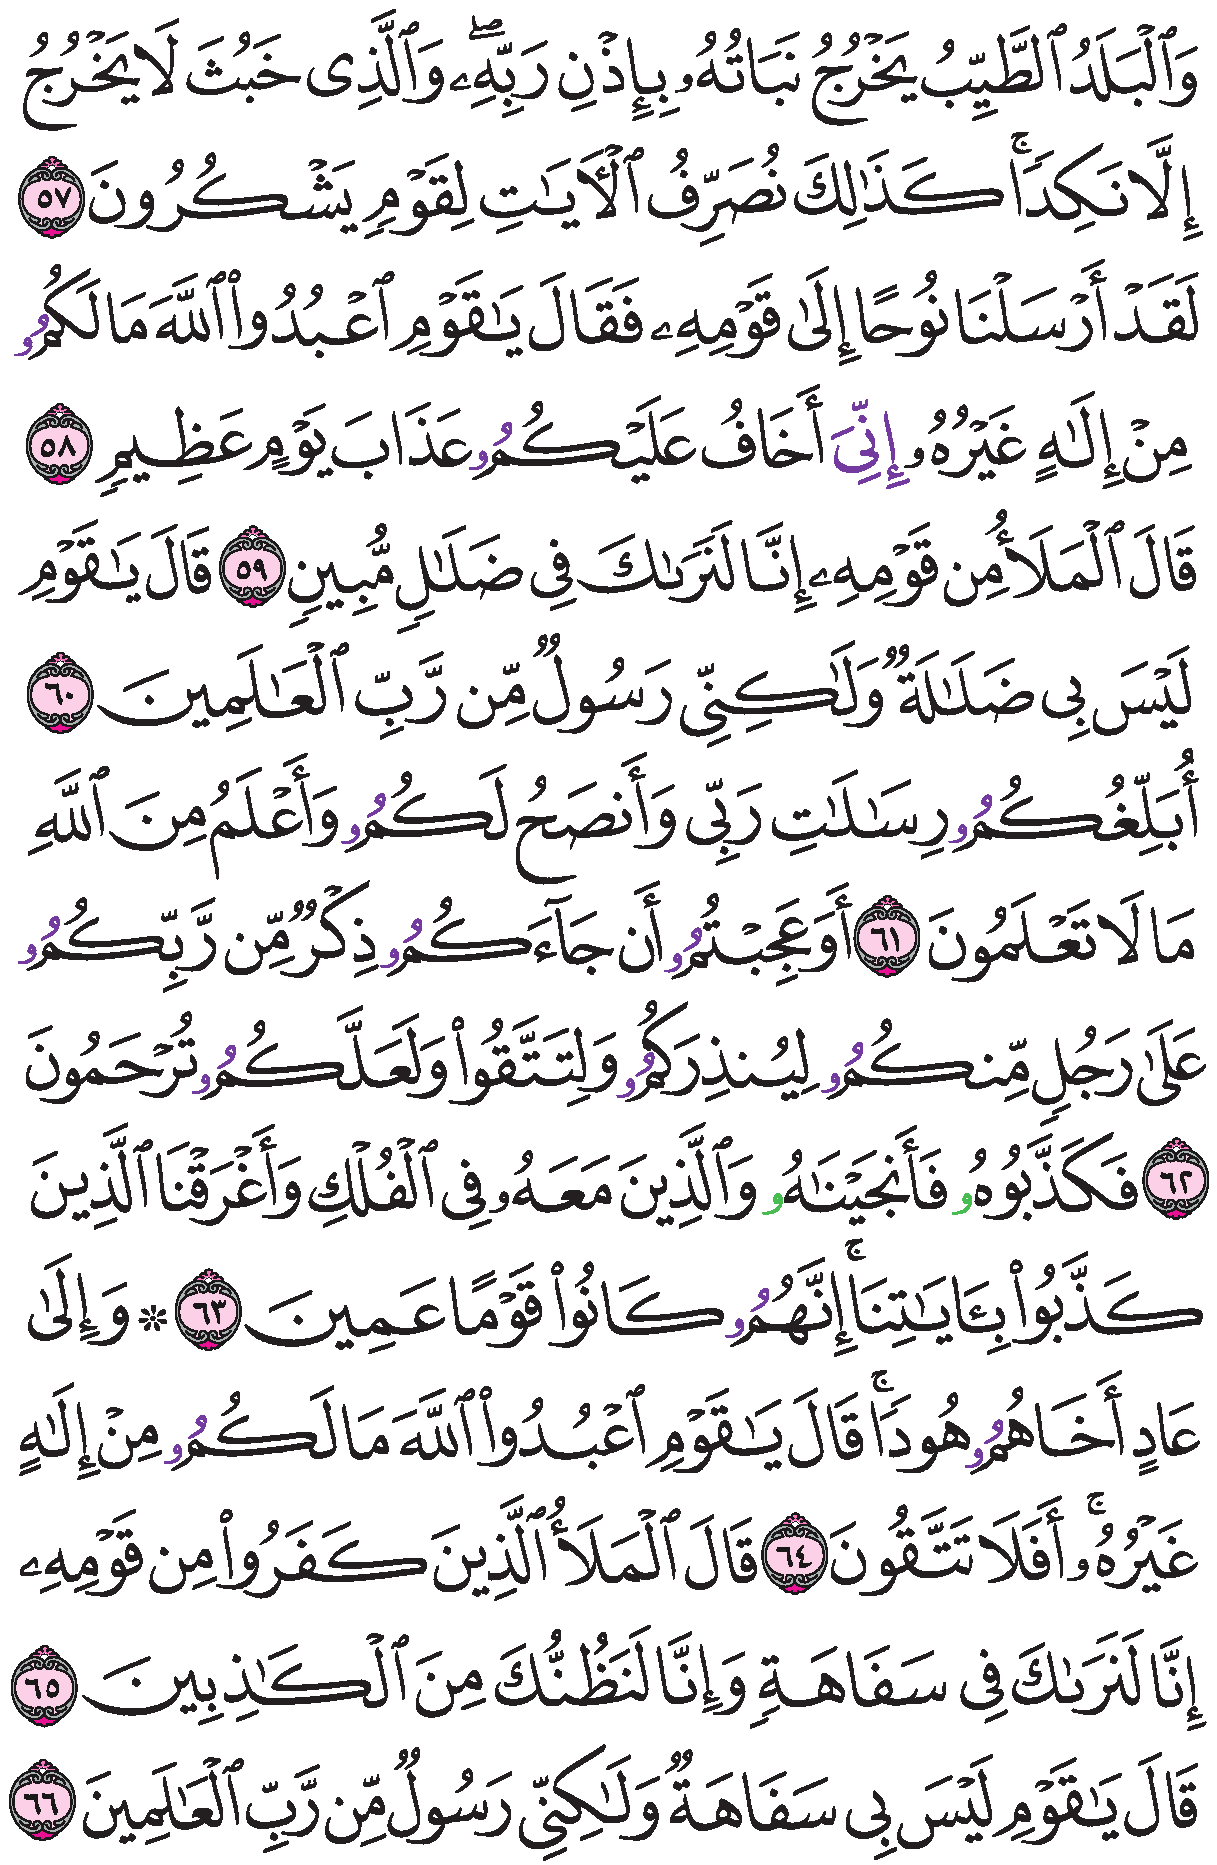 وَٱلۡبَلَدُ ٱلطَّيِّبُ يَخۡرُجُ نَبَاتُهُۥ بِإِذۡنِ رَبِّهِۦۖ وَٱلَّذِى خَبُثَ لَا يَخۡرُجُ
إِلَّا نَكِدٗاۚ كَذَٰلِكَ نُصَرِّفُ ٱلۡأٓيَٰتِ لِقَوۡمٖ يَشۡكُرُونَ ٥٧
لَقَدۡ أَرۡسَلۡنَا نُوحًا إِلَىٰ قَوۡمِهِۦ فَقَالَ يَٰقَوۡمِ ٱعۡبُدُواْ ٱللَّهَ مَا لَكُمُۥ
مِنۡ إِلَٰهٍ غَيۡرُهُۥ إِنِّىَ أَخَافُ عَلَيۡكُمُۥ عَذَابَ يَوۡمٍ عَظِيمٖ ٥٨
قَالَ ٱلۡمَلَأُ مِن قَوۡمِهِۦ إِنَّا لَنَرَىٰكَ فِى ضَلَٰلٖ مُّبِينٖ ٥٩ قَالَ يَٰقَوۡمِ
لَيۡسَ بِى ضَلَٰلَةٞ وَلَٰكِنِّى رَسُولٞ مِّن رَّبِّ ٱلۡعَٰلَمِينَ ٦٠
أُبَلِّغُكُمُۥ رِسَٰلَٰتِ رَبِّى وَأَنصَحُ لَكُمُۥ وَأَعۡلَمُ مِنَ ٱللَّهِ
مَا لَا تَعۡلَمُونَ ٦١ أَوَعَجِبۡتُمُۥ أَن جَآءَكُمُۥ ذِكۡرٞ مِّن رَّبِّكُمُۥ
عَلَىٰ رَجُلٖ مِّنكُمُۥ لِيُنذِرَكُمُۥ وَلِتَتَّقُواْ وَلَعَلَّكُمُۥ تُرۡحَمُونَ
٦٢ فَكَذَّبُوهُۥ فَأَنجَيۡنَٰهُۥ وَٱلَّذِينَ مَعَهُۥ فِى ٱلۡفُلۡكِ وَأَغۡرَقۡنَا ٱلَّذِينَ
كَذَّبُواْ بِـَٔايَٰتِنَاۚ إِنَّهُمُۥ كَانُواْ قَوۡمًا عَمِينَ ٦٣ ۞ وَإِلَىٰ
عَادٍ أَخَاهُمُۥ هُودٗاۚ قَالَ يَٰقَوۡمِ ٱعۡبُدُواْ ٱللَّهَ مَا لَكُمُۥ مِنۡ إِلَٰهٍ
غَيۡرُهُۥۚ أَفَلَا تَتَّقُونَ ٦٤ قَالَ ٱلۡمَلَأُ ٱلَّذِينَ كَفَرُواْ مِن قَوۡمِهِۦ
إِنَّا لَنَرَىٰكَ فِى سَفَاهَةٖ وَإِنَّا لَنَظُنُّكَ مِنَ ٱلۡكَٰذِبِينَ ٦٥
قَالَ يَٰقَوۡمِ لَيۡسَ بِى سَفَاهَةٞ وَلَٰكِنِّى رَسُولٞ مِّن رَّبِّ ٱلۡعَٰلَمِينَ ٦٦